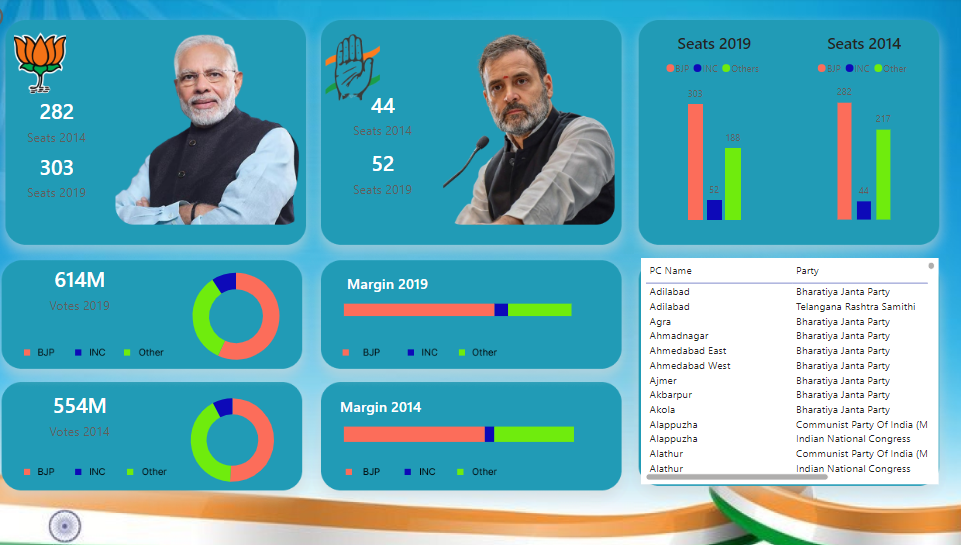 282
Seats 2014
303
Seats 2019
44
Seats 2014
52
Seats 2019
Seats 2019
BJP INC Others
303
52
188
Seats 2014
BJP INC Other
282
44
217
614M
Votes 2019
BJP INC Other
Margin 2019
BJP INC Other
554M
Votes 2014
BJP INC Other
Margin 2014
BJP INC Other
PC Name Party
Adilabad Bharatiya Janta Party
Adilabad Telangana Rashtra Samithi
Agra Bharatiya Janta Party
Ahmadnagar Bharatiya Janta Party
Ahmedabad East Bharatiya Janta Party
Ahmedabad West Bharatiya Janta Party
Ajmer Bharatiya Janta Party
Akbarpur Bharatiya Janta Party
Akola Bharatiya Janta Party
Alappuzha Communist Party Of India (M
Alappuzha Indian National Congress
Alathur Communist Party Of India (M
Alathur Indian National Congress